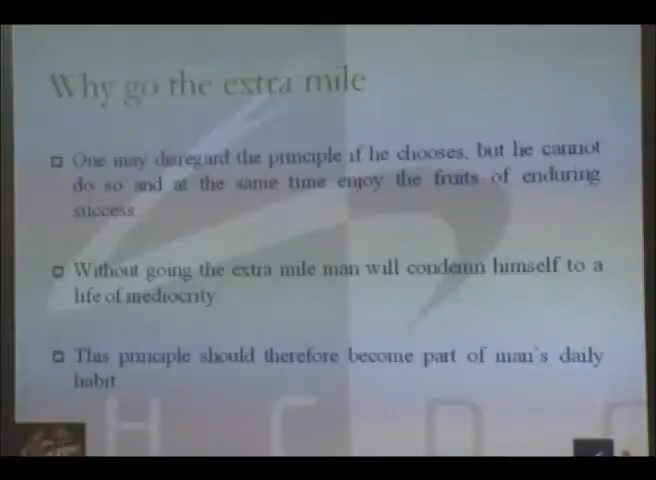 Why go the extra mile
One may disregard the principle if he chooses, but he cannot
do so and at the same time enjoy the fruits of enduring
success.
Without going the extra mile man will condemn himself to a
life of mediocrity.
This principle should therefore become part of man's daily
habit
H C D C